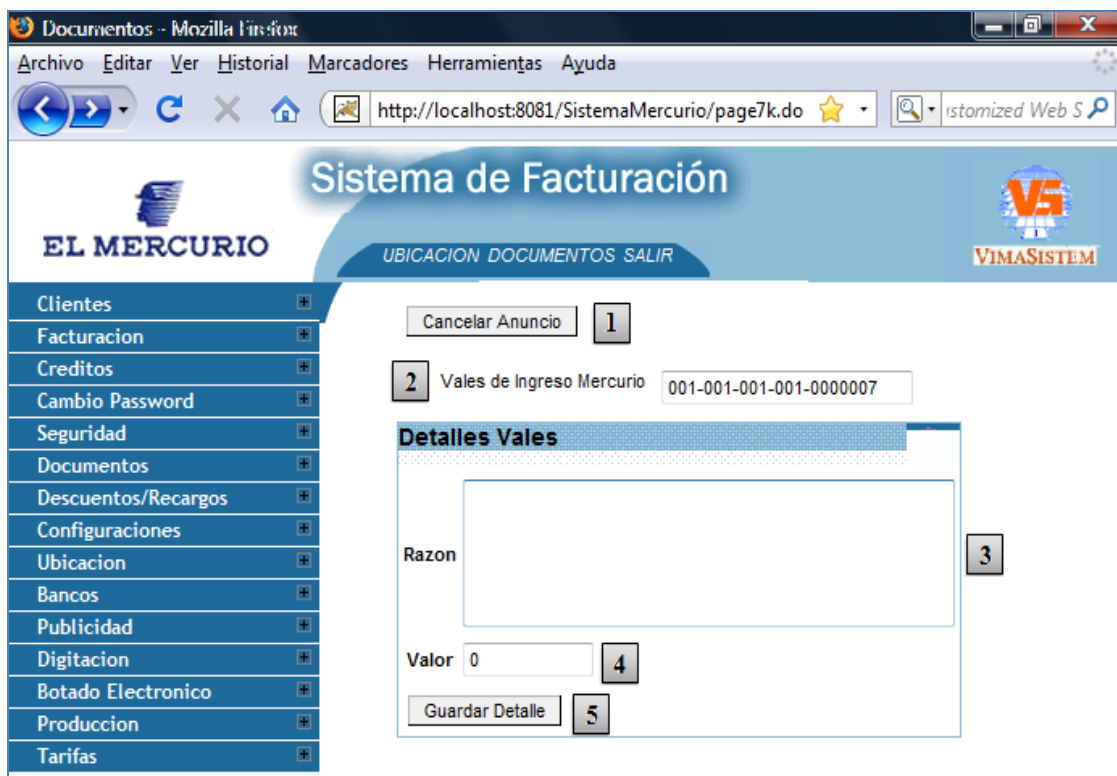 Documentos - Mozilla Firefox
Archivo Editar Ver Historial Marcadores Herramientas Ayuda
http://localhost:8081/SistemaMercurio/page7k.do
ustomized Web S
Sistema de Facturación
EL MERCURIO
UBICACION DOCUMENTOS SALIR
VS
VIMASISTEM
Clientes
Facturacion
Creditos
Cambio Password
Seguridad
Documentos
Descuentos/Recargos
Configuraciones
Ubicacion
Bancos
Publicidad
Digitacion
Botado Electronico
Produccion
Tarifas
Cancelar Anuncio 1
2 Vales de Ingreso Mercurio 001-001-001-001-0000007
Detalles Vales
Razon 3
Valor 0 4
Guardar Detalle 5